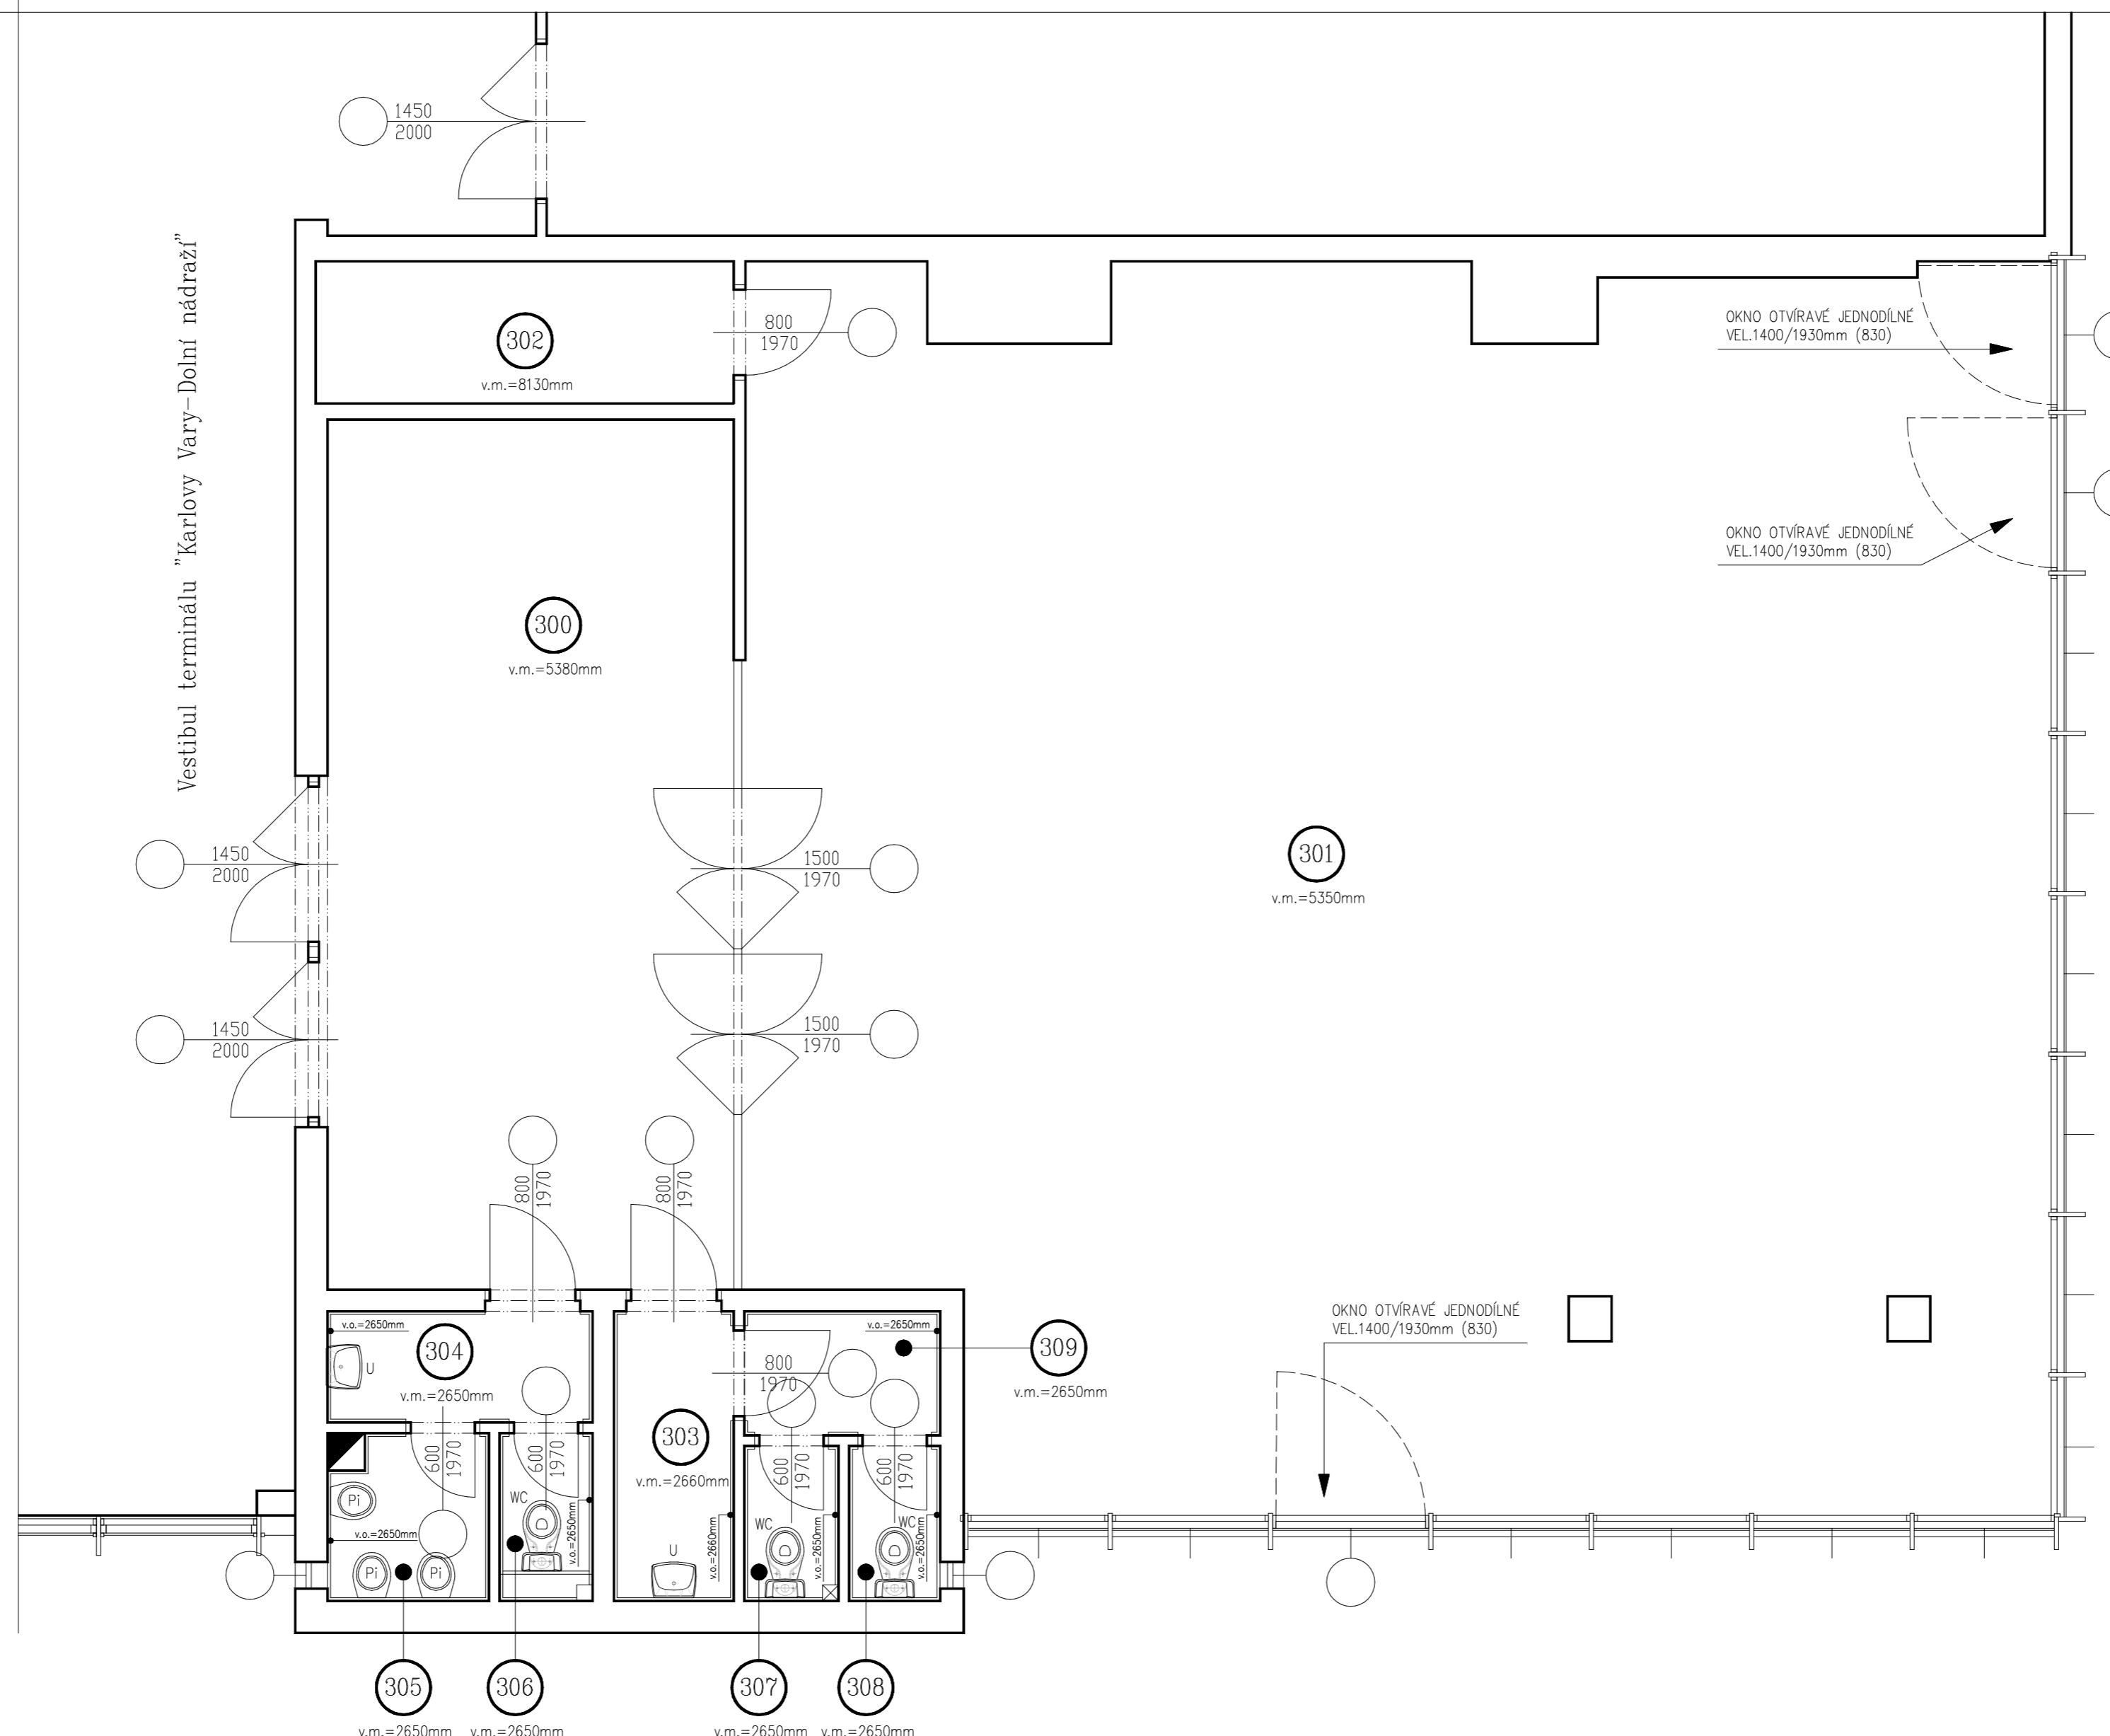 1450
2000
Vestibul terminálu "Karlovy Vary-Dolní nádraží"
302
v.m.=8130mm
800
1970
OKNO OTVÍRAVÉ JEDNODÍLNÉ
VEL.1400/1930mm (830)
OKNO OTVÍRAVÉ JEDNODÍLNÉ
VEL.1400/1930mm (830)
300
v.m.=5380mm
301
v.m.=5350mm
1450
2000
1500
1970
1450
2000
1500
1970
800
1970
800
1970
OKNO OTVÍRAVÉ JEDNODÍLNÉ
VEL.1400/1930mm (830)
v.o.=2650mm
304
U
v.m.=2650mm
v.o.=2650mm
309
v.m.=2650mm
800
1970
303
v.m.=2660mm
600
1970
600
1970
600
1970
600
1970
Pi
v.o.=2650mm
Pi
Pi
WC
v.o.=2650mm
U
v.o.=2660mm
WC
v.o.=2650mm
WC
v.o.=2650mm
305
v.m.=2650mm
306
v.m.=2650mm
307
v.m.=2650mm
308
v.m.=2650mm